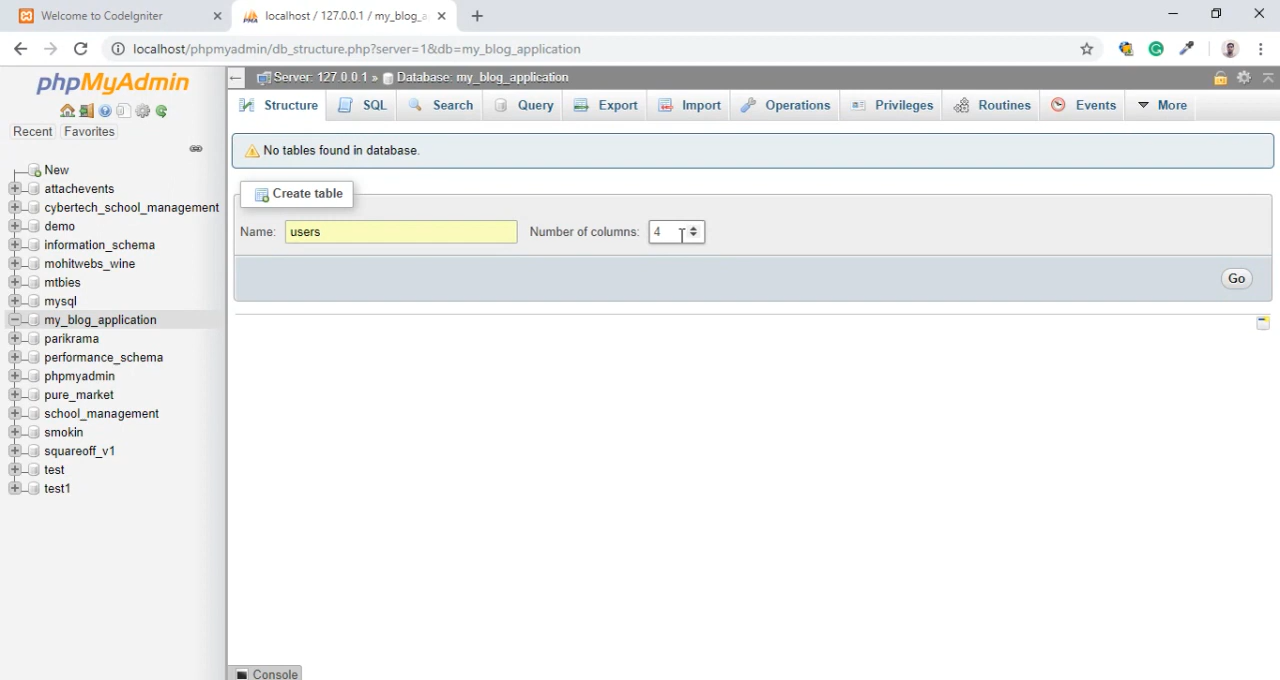 Welcome to CodeIgniter
localhost / 127.0.0.1 / my_blog_a
localhost/phpmyadmin/db_structure.php?server=1&db=my_blog_application
phpMyAdmin
Recent Favorites
New
attachevents
cybertech_school_management
demo
information_schema
mohitwebs_wine
mtbies
mysql
my_blog_application
parikrama
performance_schema
phpmyadmin
pure_market
school_management
smokin
squareoff_v1
test
test1
Server: 127.0.0.1 » Database: my_blog_application
Structure SQL Search Query Export Import Operations Privileges Routines Events More
No tables found in database.
Create table
Name: users Number of columns: 4
Go
Console